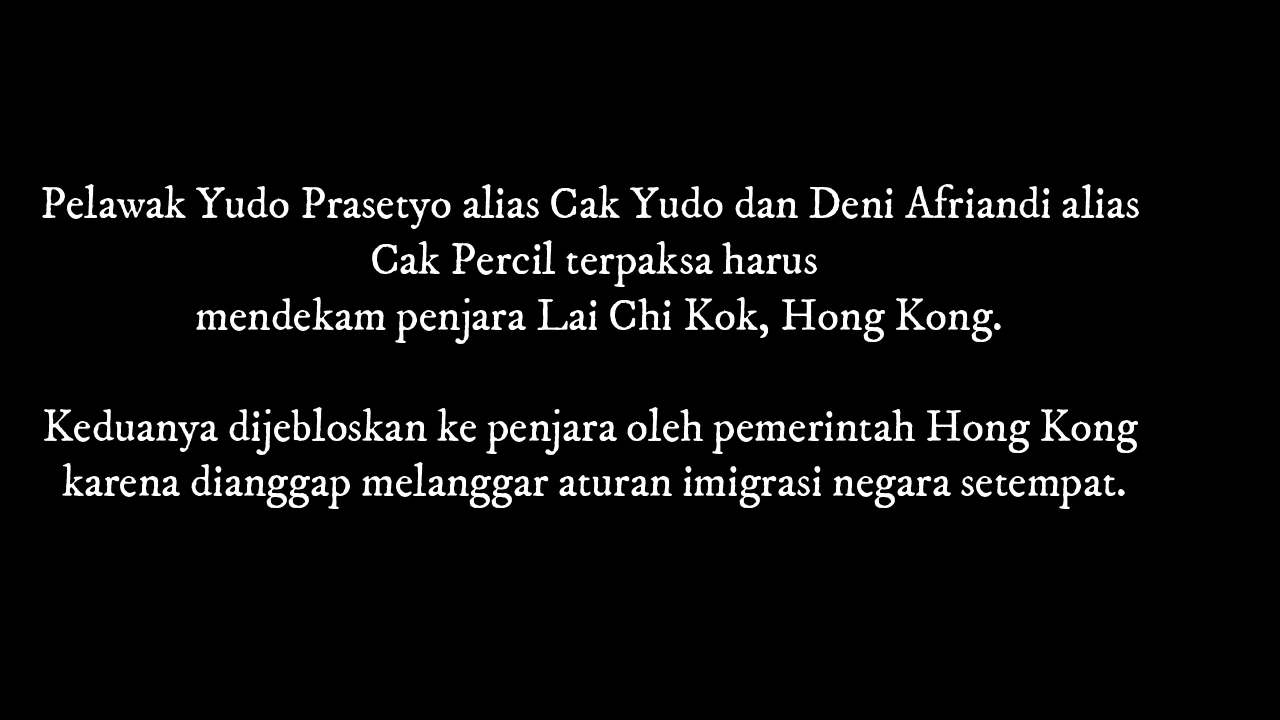 Pelawak Yudo Prasetyo alias Cak Yudo dan Deni Afriandi alias
Cak Percil terpaksa harus
mendekam penjara Lai Chi Kok, Hong Kong.
Keduanya dijebloskan ke penjara oleh pemerintah Hong Kong
karena dianggap melanggar aturan imigrasi negara setempat.